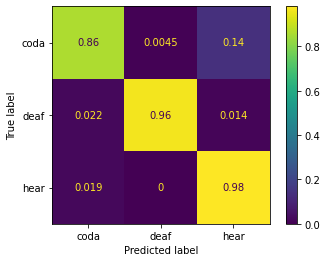 coda 0.86 0.0045 0.14
deaf 0.022 0.96 0.014
hear 0.019 0 0.98
coda deaf hear
Predicted label
True label
0.8
0.6
0.4
0.2
0.0